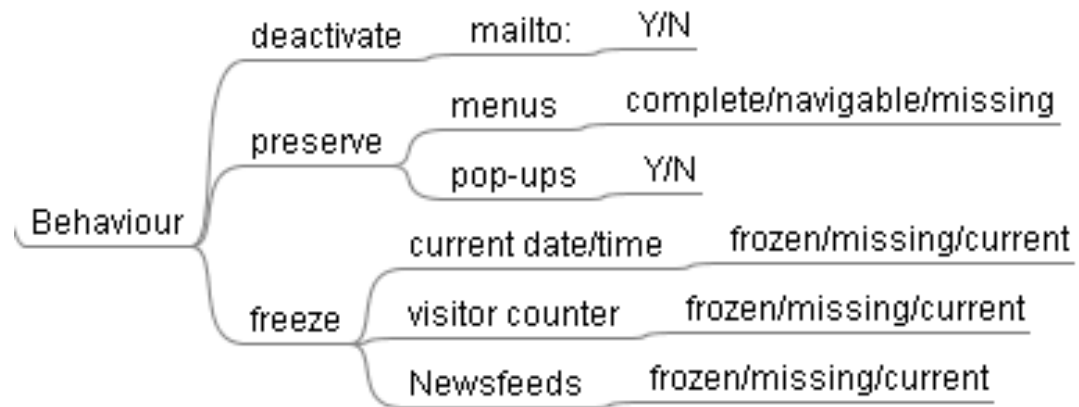 deactivate mailto: Y/N
menus complete/navigable/missing
preserve
pop-ups Y/N
Behaviour
current date/time frozen/missing/current
freeze visitor counter frozen/missing/current
Newsfeeds frozen/missing/current